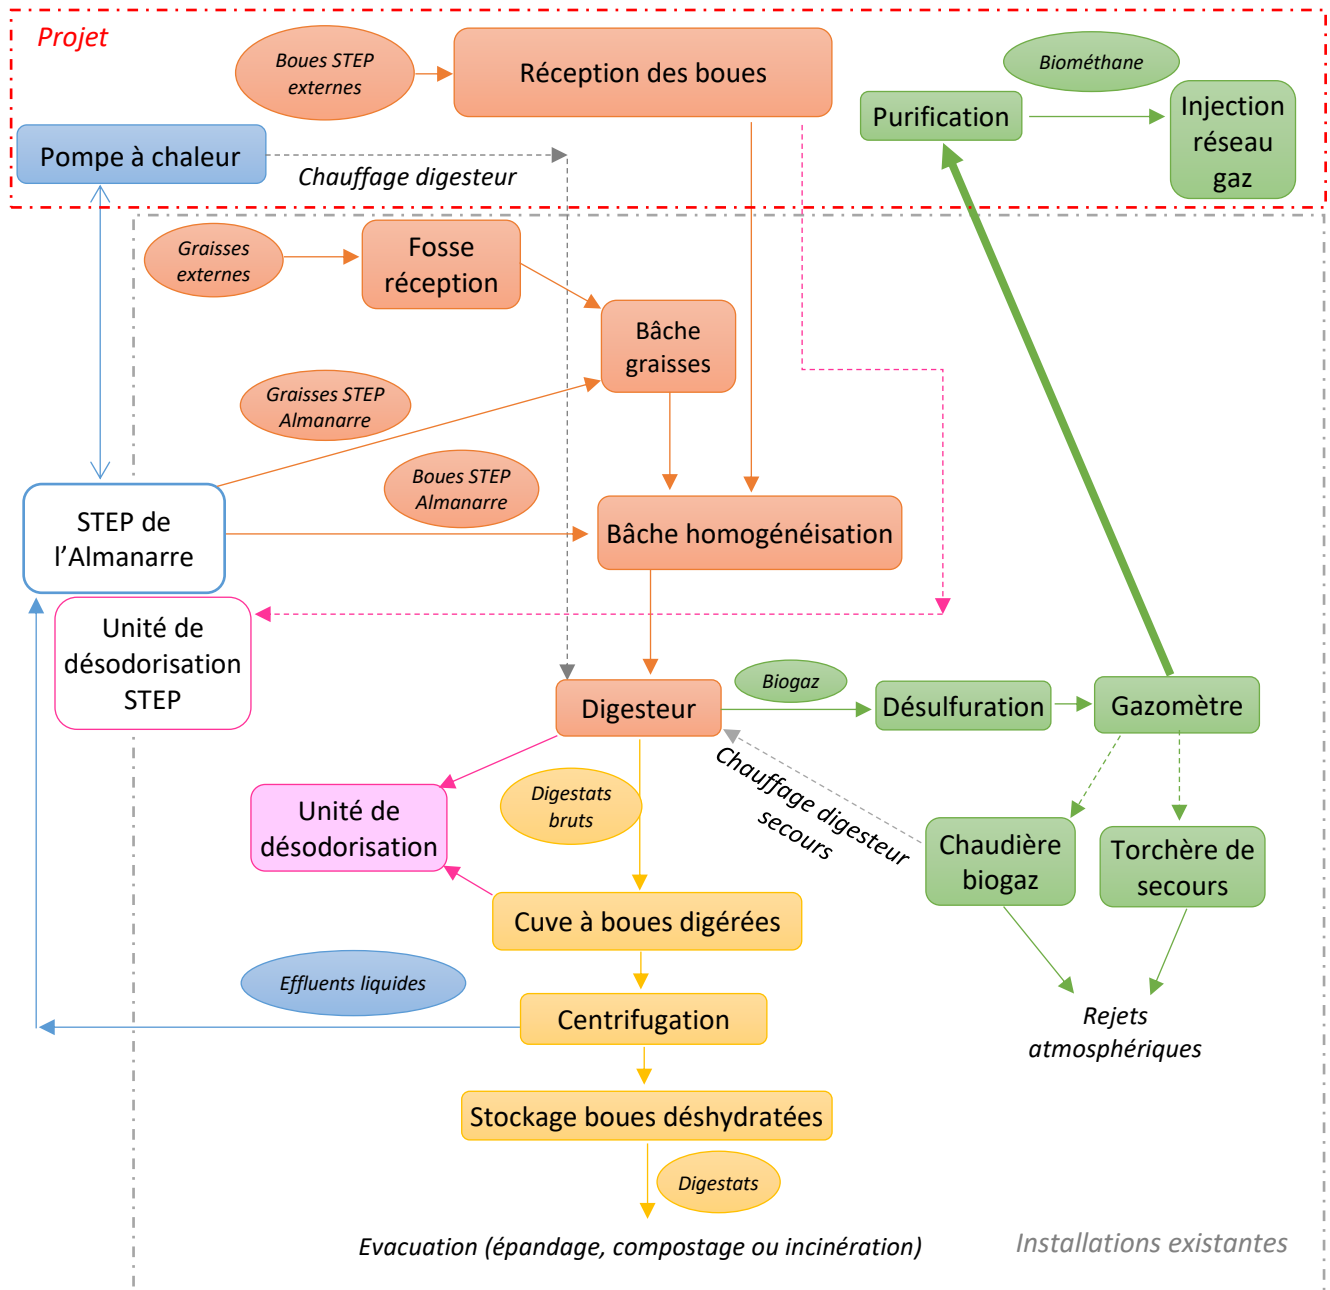 Projet
Boues STEP
externes
Réception des boues
Biométhane
Purification
Injection
réseau
gaz
Pompe à chaleur
Chauffage digesteur
Graisses
externes
Fosse
réception
Bâche
graisses
Graisses STEP
Almanarre
Boues STEP
Almanarre
STEP de
l’Almanarre
Bâche homogénéisation
Unité de
désodorisation
STEP
Digesteur
Biogaz
Désulfuration
Gazomètre
Chauffage digesteur
secours
Unité de
désodorisation
Digestats
bruts
Chaudière
biogaz
Torchère de
secours
Cuve à boues digérées
Effluents liquides
Centrifugation
Rejets
atmosphériques
Stockage boues déshydratées
Digestats
Evacuation (épandage, compostage ou incinération)
Installations existantes